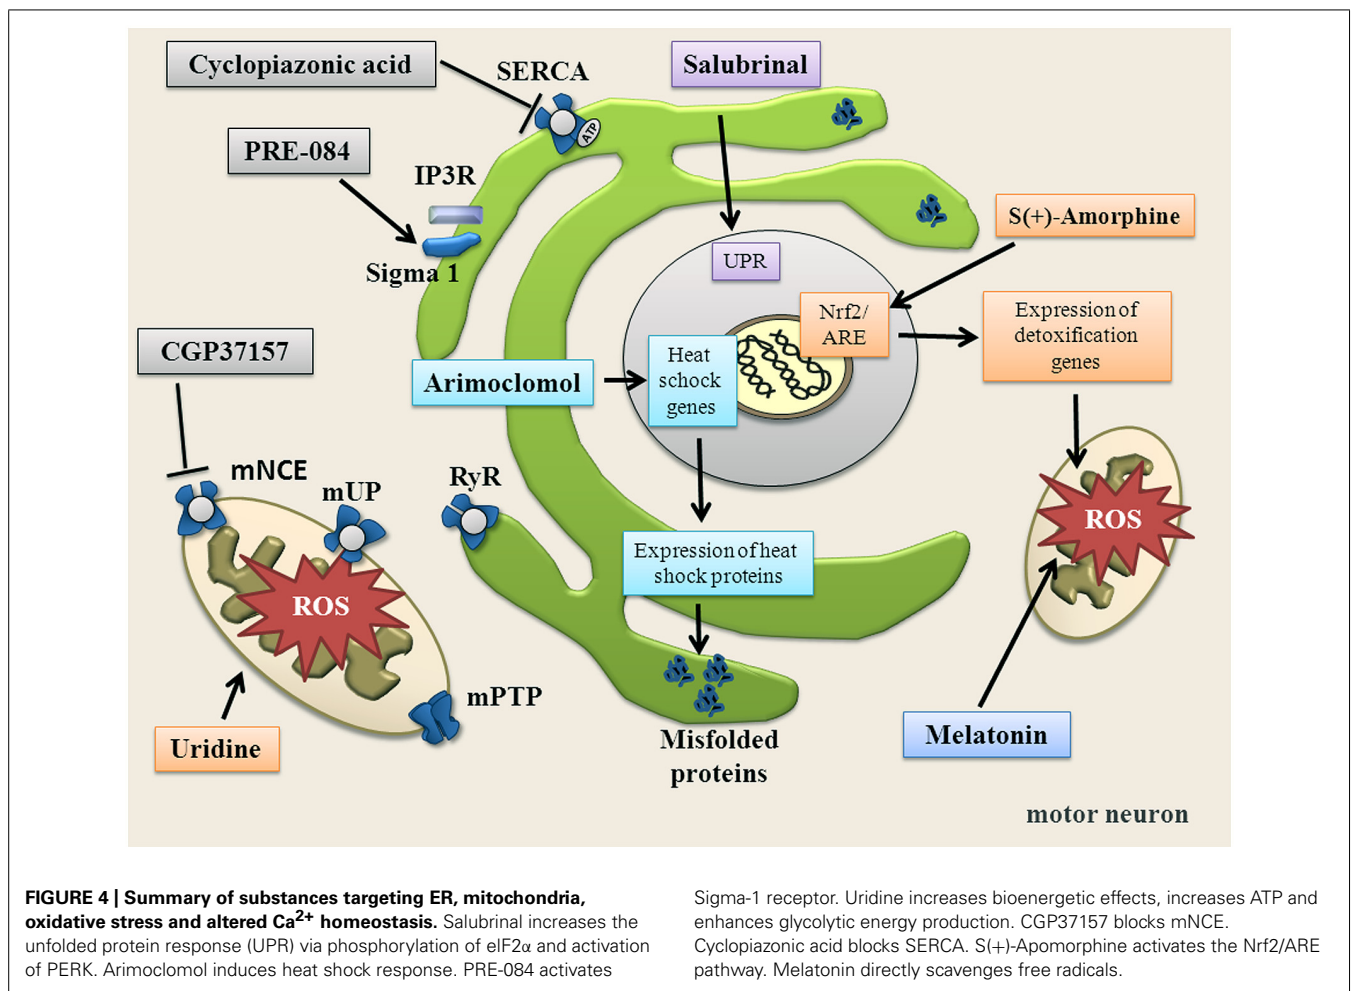 Cyclopiazonic acid
SERCA
Salubrinal
ATP
PRE-084
IP3R
S(+)-Amorphine
Sigma 1
UPR
Nrf2/
ARE
Expression of
detoxification
genes
CGP37157
Heat
schock
genes
Arimoclomol
mNCE
mUP
RyR
ROS
Expression of heat
shock proteins
ROS
mPTP
Uridine
Misfolded
proteins
Melatonin
motor neuron
FIGURE 4 | Summary of substances targeting ER, mitochondria,
oxidative stress and altered Ca2+ homeostasis. Salubrinal increases the
unfolded protein response (UPR) via phosphorylation of eIF2α and activation
of PERK. Arimoclomol induces heat shock response. PRE-084 activates
Sigma-1 receptor. Uridine increases bioenergetic effects, increases ATP and
enhances glycolytic energy production. CGP37157 blocks mNCE.
Cyclopiazonic acid blocks SERCA. S(+)-Apomorphine activates the Nrf2/ARE
pathway. Melatonin directly scavenges free radicals.